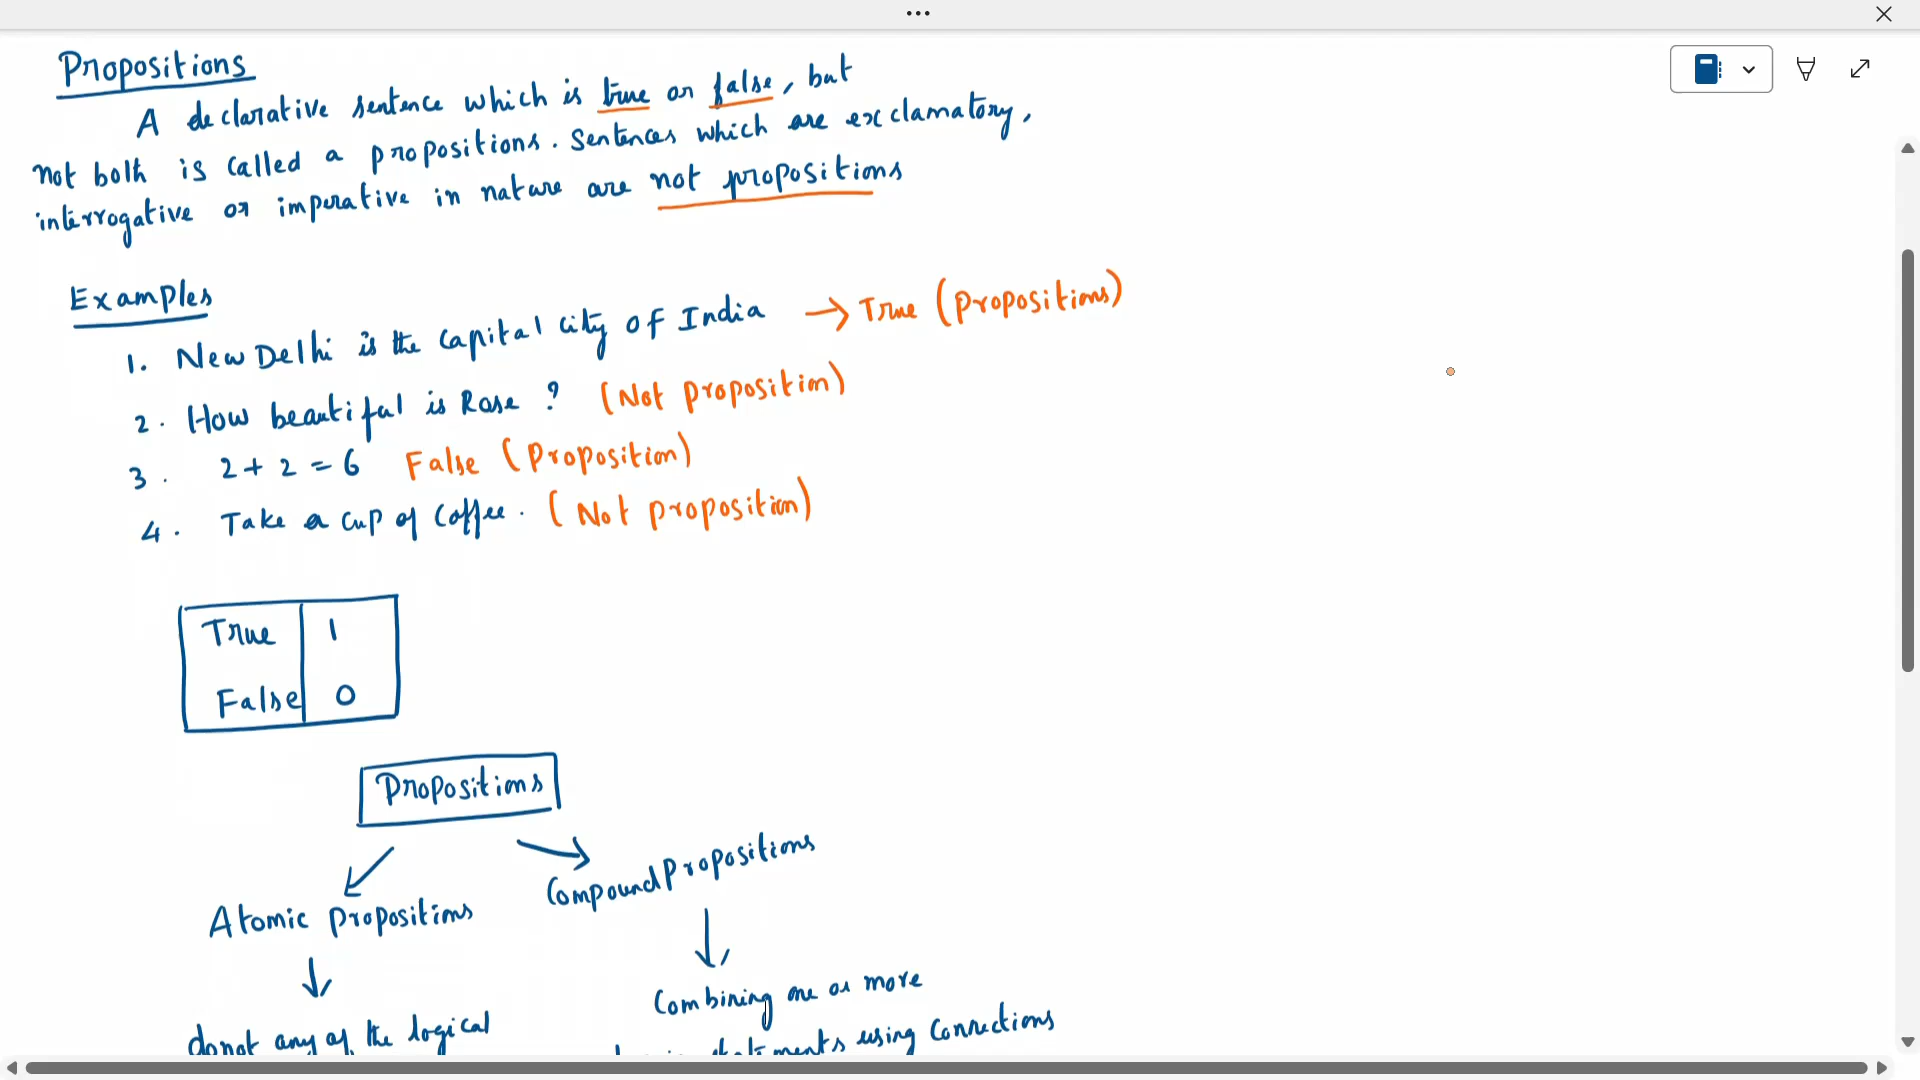 Propositions
A declarative sentence which is true or false, but
not both is called a propositions. Sentences which are exclamatory,
interrogative or imperative in nature are not propositions
Examples
1. New Delhi is the capital city of India → True (propositions)
2. How beautiful is Rose ? (Not proposition)
3. 2 + 2 = 6 False (Proposition)
4. Take a cup of Coffee. (Not proposition)
True 1
False 0
Propositions
Atomic propositions
Compound Propositions
Combining one or more
do not any of the logical
using Connections